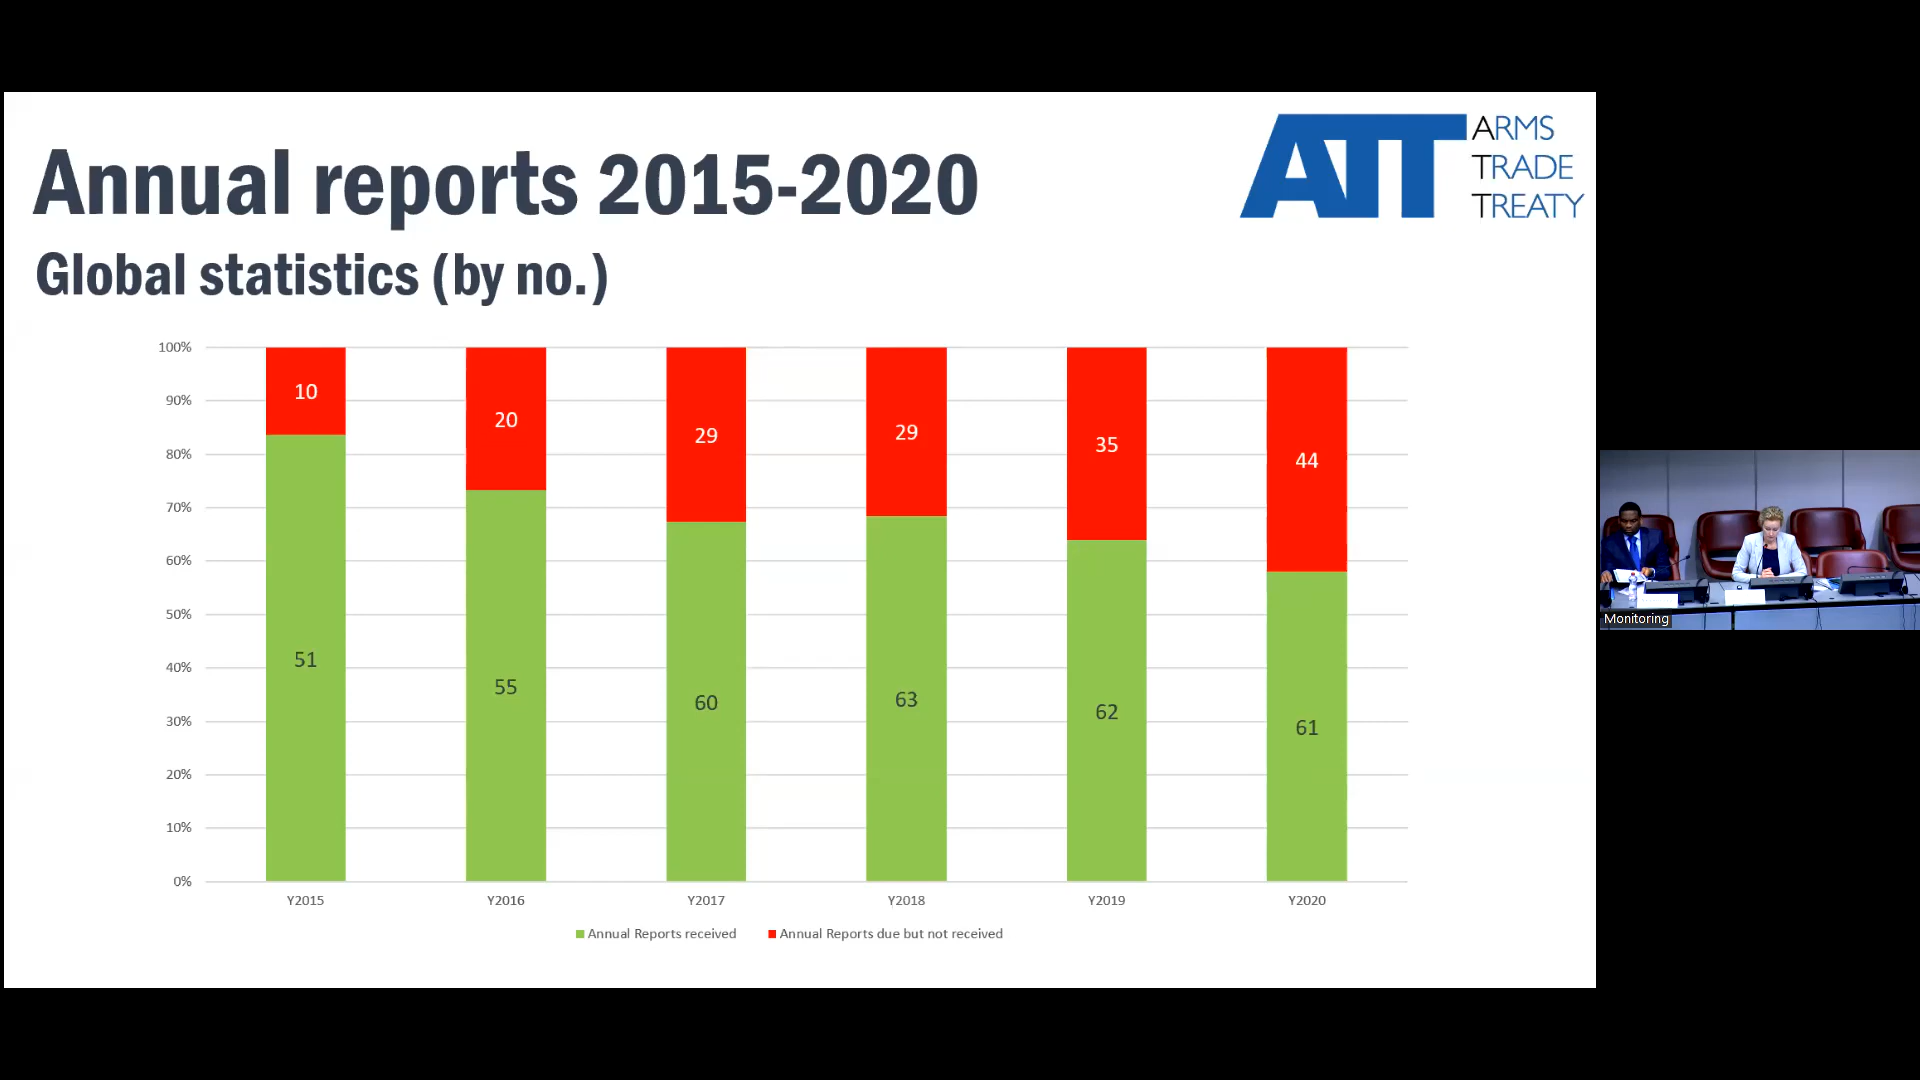 Annual reports 2015-2020
Global statistics (by no.)
ATT
ARMS
TRADE
TREATY
100%
90%
80%
70%
60%
50%
40%
30%
20%
10%
0%
10
20
29
29
35
44
51
55
60
63
62
61
Y2015
Y2016
Y2017
Y2018
Y2019
Y2020
Annual Reports received
Annual Reports due but not received
Monitoring